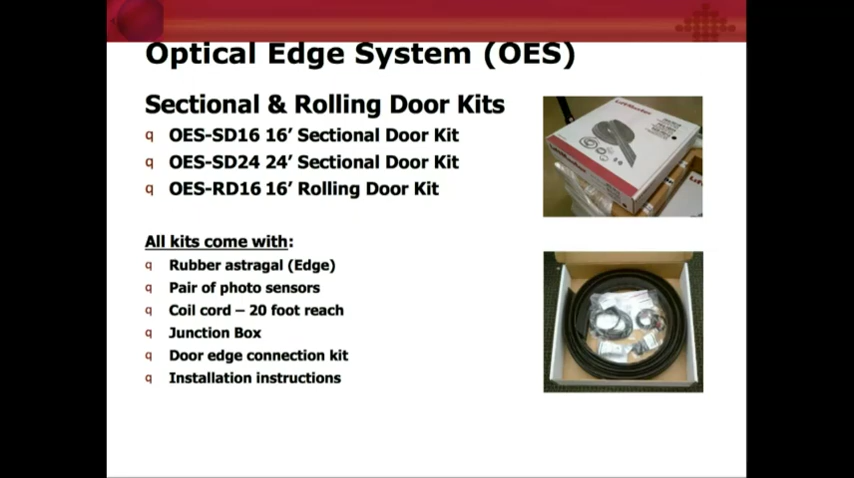 Optical Edge System (OES)
Sectional & Rolling Door Kits
q OES-SD16 16’ Sectional Door Kit
q OES-SD24 24’ Sectional Door Kit
q OES-RD16 16’ Rolling Door Kit
All kits come with:
q Rubber astragal (Edge)
q Pair of photo sensors
q Coil cord – 20 foot reach
q Junction Box
q Door edge connection kit
q Installation instructions
LiftMaster